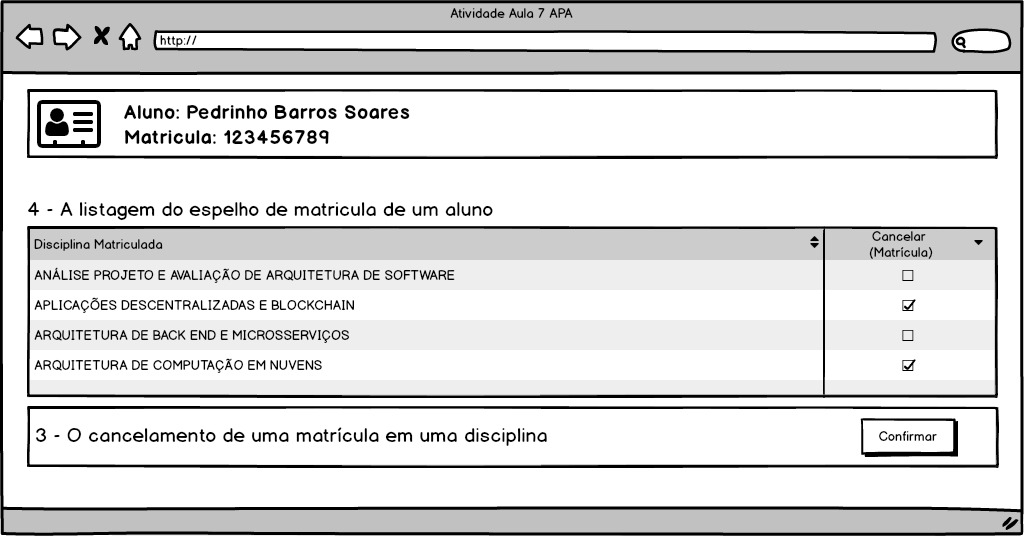 Atividade Aula 7 APA
http://
Aluno: Pedrinho Barros Soares
Matricula: 123456789
4 - A listagem do espelho de matricula de um aluno
Disciplina Matriculada
Cancelar
(Matrícula)
ANÁLISE PROJETO E AVALIAÇÃO DE ARQUITETURA DE SOFTWARE
APLICAÇÕES DESCENTRALIZADAS E BLOCKCHAIN
ARQUITETURA DE BACK END E MICROSSERVIÇOS
ARQUITETURA DE COMPUTAÇÃO EM NUVENS
3 - O cancelamento de uma matrícula em uma disciplina
Confirmar